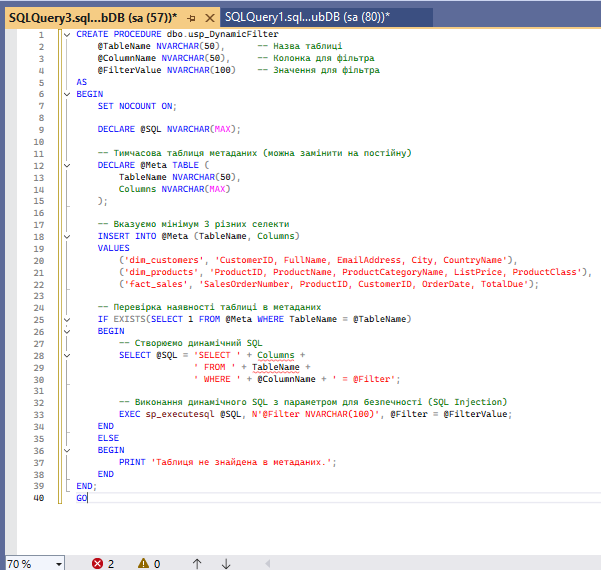 SQLQuery3.sql...bDB (sa (57))*
SQLQuery1.sql...ubDB (sa (80))*
1 CREATE PROCEDURE dbo.usp_DynamicFilter
2 @TableName NVARCHAR(50), -- Назва таблиці
3 @ColumnName NVARCHAR(50), -- Колонка для фільтра
4 @FilterValue NVARCHAR(100) -- Значення для фільтра
5 AS
6 BEGIN
7 SET NOCOUNT ON;
8
9 DECLARE @SQL NVARCHAR(MAX);
10
11 -- Тимчасова таблиця метаданих (можна замінити на постійну)
12 DECLARE @Meta TABLE (
13 TableName NVARCHAR(50),
14 Columns NVARCHAR(MAX)
15 );
16
17 -- Вказуємо мінімум 3 різних селекти
18 INSERT INTO @Meta (TableName, Columns)
19 VALUES
20 ('dim_customers', 'CustomerID, FullName, EmailAddress, City, CountryName'),
21 ('dim_products', 'ProductID, ProductName, ProductCategoryName, ListPrice, ProductClass'),
22 ('fact_sales', 'SalesOrderNumber, ProductID, CustomerID, OrderDate, TotalDue');
23
24 -- Перевірка наявності таблиці в метаданих
25 IF EXISTS(SELECT 1 FROM @Meta WHERE TableName = @TableName)
26 BEGIN
27 -- Створюємо динамічний SQL
28 SELECT @SQL = 'SELECT ' + Columns +
29 ' FROM ' + TableName +
30 ' WHERE ' + @ColumnName + ' = @Filter';
31
32 -- Виконання динамічного SQL з параметром для безпечності (SQL Injection)
33 EXEC sp_executesql @SQL, N'@Filter NVARCHAR(100)', @Filter = @FilterValue;
34 END
35 ELSE
36 BEGIN
37 PRINT 'Таблиця не знайдена в метаданих.';
38 END
39 END;
40 GO
70 % 2 0